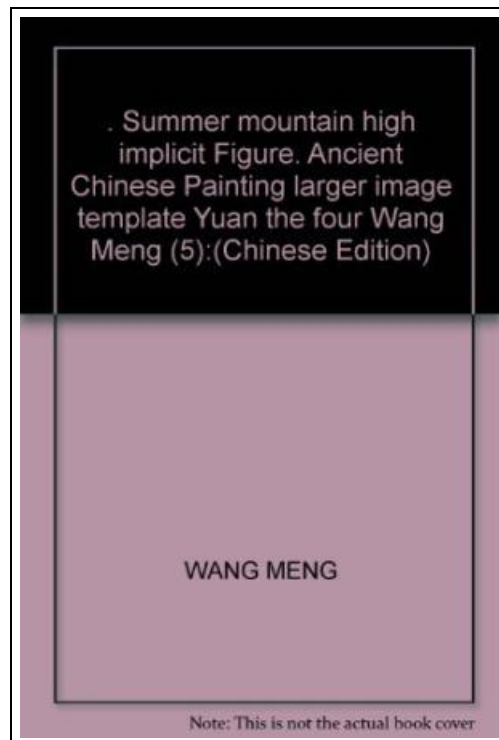 . Summer mountain high
implicit Figure. Ancient
Chinese Painting larger image
template Yuan the four Wang
Meng (5):(Chinese Edition)
WANG MENG
Note: This is not the actual book cover